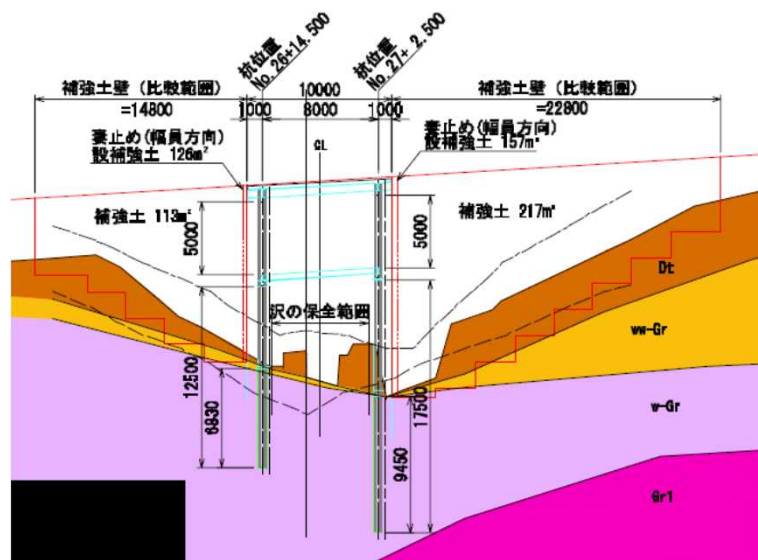 杭位置
No.26+14.500
杭位置
No.27+ 2.500
補強土壁 (比較範囲)
=14800
10000
1000
8000
1000
補強土壁 (比較範囲)
=22800
妻止め(幅員方向)
設補強土 126㎡
CL
妻止め(幅員方向)
設補強土 157㎡
補強土 113㎡
補強土 217㎡
5000
5000
沢の保全範囲
Dt
ww-Gr
12500
6830
17500
9450
w-Gr
Gr1